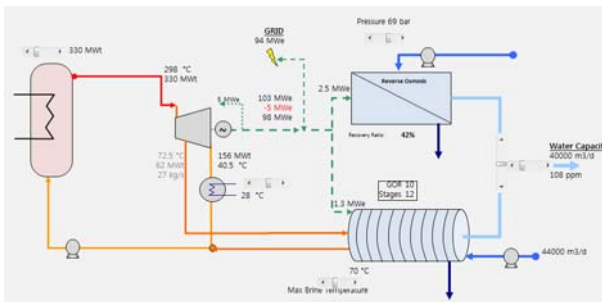 Pressure 69 bar
GRID
94 MWe
330 MWt
298 °C
330 MWt
5 MWe
103 MWe
-5 MWe
98 MWe
2.5 MWe
Reverse Osmosis
Recovery Ratio:
42%
Water Capaci
40000 m3/d
108 ppm
72.5 °C
62 MWt
27 kg/s
156 MWt
40.5 °C
28 °C
GOR 10
Stages 12
1.3 MWe
44000 m3/d
70 °C
Max Brine Temperature